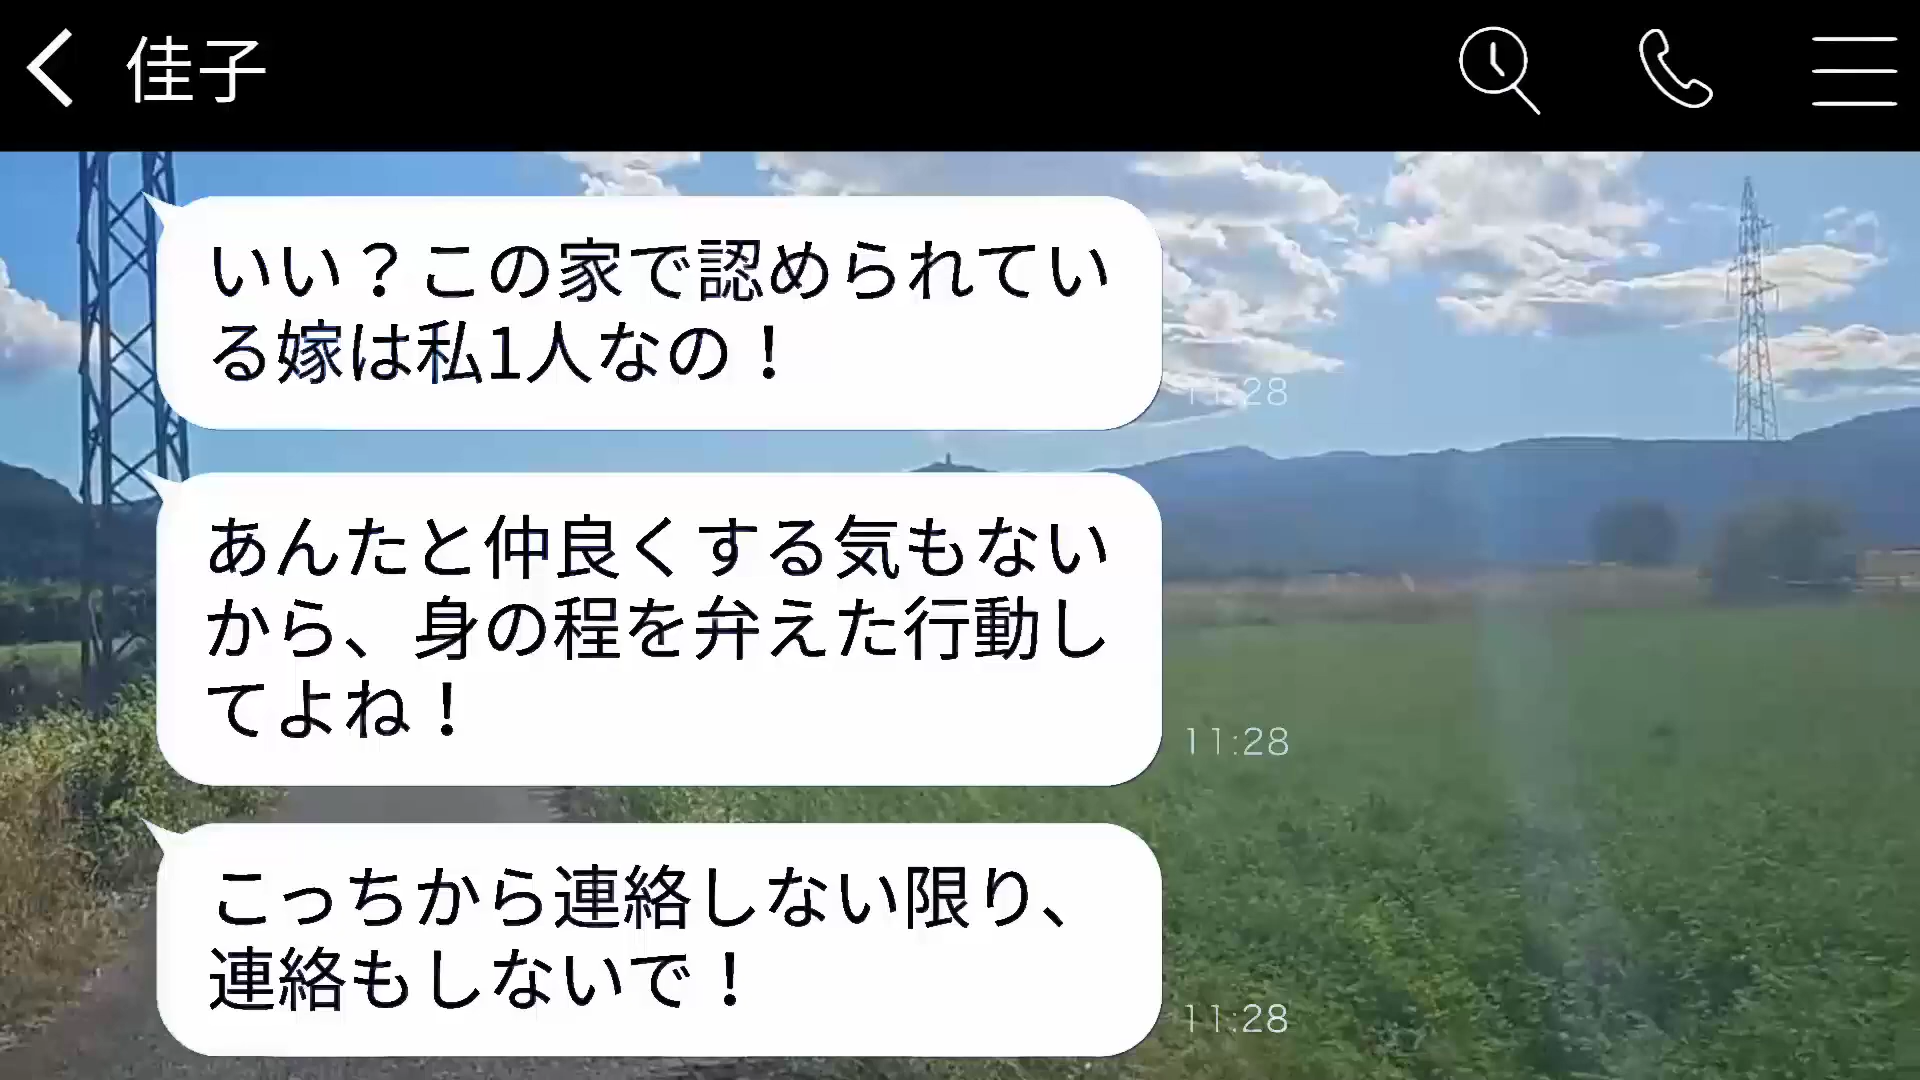 佳子
いい？この家で認められてい
る嫁は私1人なの！
11:28
あんたと仲良くする気もない
から、身の程を弁えた行動し
てよね！
11:28
こっちから連絡しない限り、
連絡もしないで！
11:28